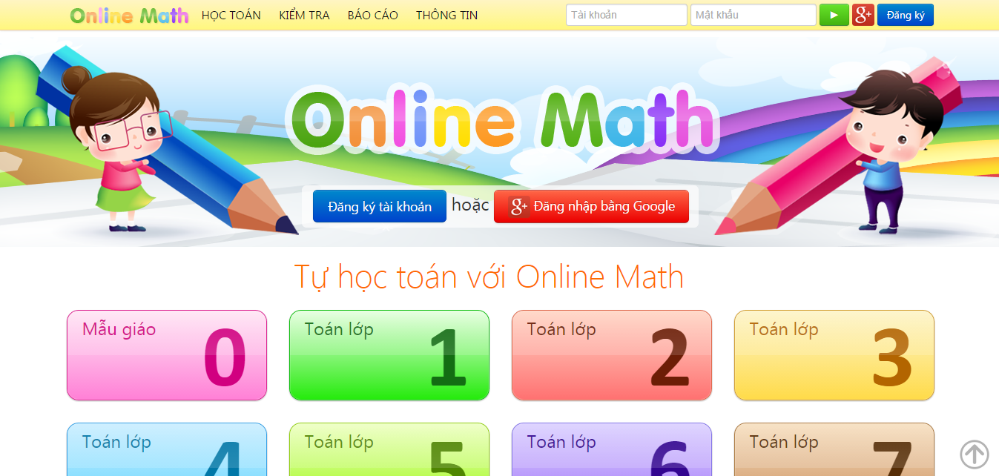 Online Math HỌC TOÁN KIỂM TRA BÁO CÁO THÔNG TIN Tài khoản Mật khẩu g+ Đăng ký
Online Math
Đăng ký tài khoản hoặc g+ Đăng nhập bằng Google
Tự học toán với Online Math
Mẫu giáo 0
Toán lớp 1
Toán lớp 2
Toán lớp 3
Toán lớp 4
Toán lớp 5
Toán lớp 6
Toán lớp 7